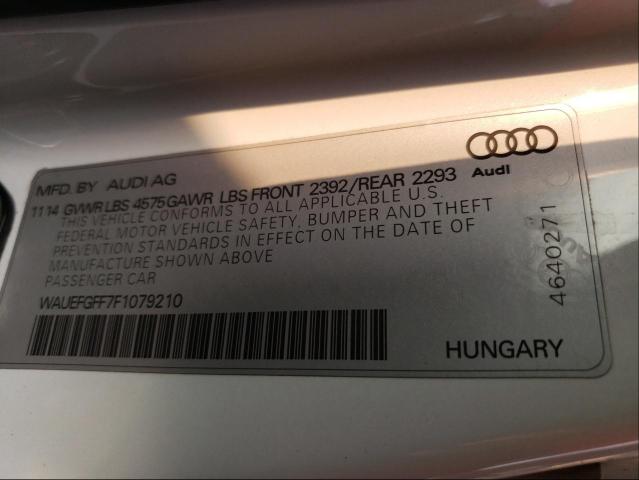 MFD. BY AUDI AG
1114 GVWR LBS 4575 GAWR LBS FRONT 2392/REAR 2293
THIS VEHICLE CONFORMS TO ALL APPLICABLE U.S.
FEDERAL MOTOR VEHICLE SAFETY, BUMPER AND THEFT
PREVENTION STANDARDS IN EFFECT ON THE DATE OF
MANUFACTURE SHOWN ABOVE
PASSENGER CAR
WAUEFGFF7F1079210
HUNGARY
Audi
4640271